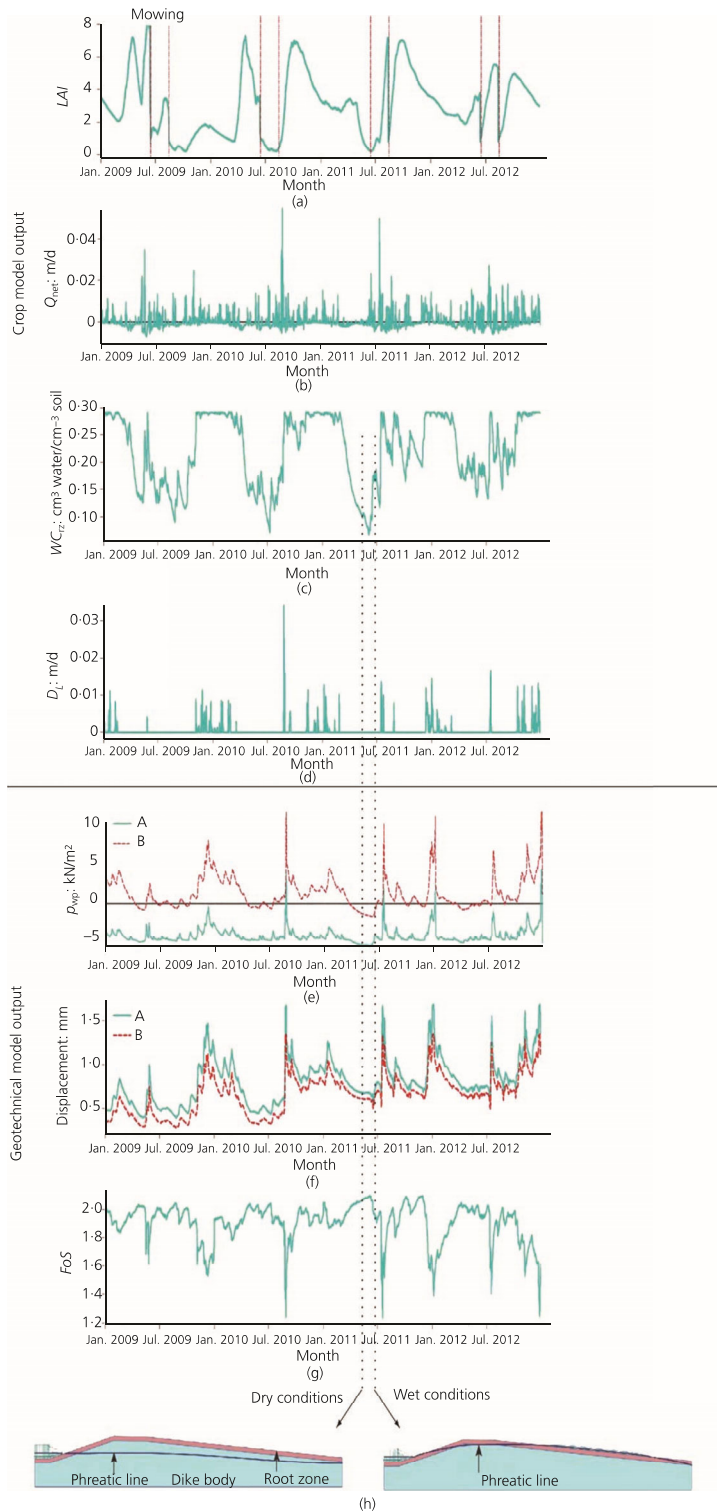 Mowing
8
6
4
2
0
LAI
Jan. 2009 Jul. 2009 Jan. 2010 Jul. 2010 Jan. 2011 Jul. 2011 Jan. 2012 Jul. 2012
Month
(a)
Crop model output
0·04
0·02
0
Qnet: m/d
Jan. 2009 Jul. 2009 Jan. 2010 Jul. 2010 Jan. 2011 Jul. 2011 Jan. 2012 Jul. 2012
Month
(b)
0·30
0·25
0·20
0·15
0·10
WCrz: cm³ water/cm⁻³ soil
Jan. 2009 Jul. 2009 Jan. 2010 Jul. 2010 Jan. 2011 Jul. 2011 Jan. 2012 Jul. 2012
Month
(c)
0·03
0·02
0·01
0
DL: m/d
Jan. 2009 Jul. 2009 Jan. 2010 Jul. 2010 Jan. 2011 Jul. 2011 Jan. 2012 Jul. 2012
Month
(d)
Geotechnical model output
10
5
0
−5
pwp: kN/m²
A
B
Jan. 2009 Jul. 2009 Jan. 2010 Jul. 2010 Jan. 2011 Jul. 2011 Jan. 2012 Jul. 2012
Month
(e)
1·5
1·0
0·5
Displacement: mm
A
B
Jan. 2009 Jul. 2009 Jan. 2010 Jul. 2010 Jan. 2011 Jul. 2011 Jan. 2012 Jul. 2012
Month
(f)
2·0
1·8
1·6
1·4
1·2
FoS
Jan. 2009 Jul. 2009 Jan. 2010 Jul. 2010 Jan. 2011 Jul. 2011 Jan. 2012 Jul. 2012
Month
(g)
Dry conditions Wet conditions
Phreatic line Dike body Root zone
Phreatic line
(h)